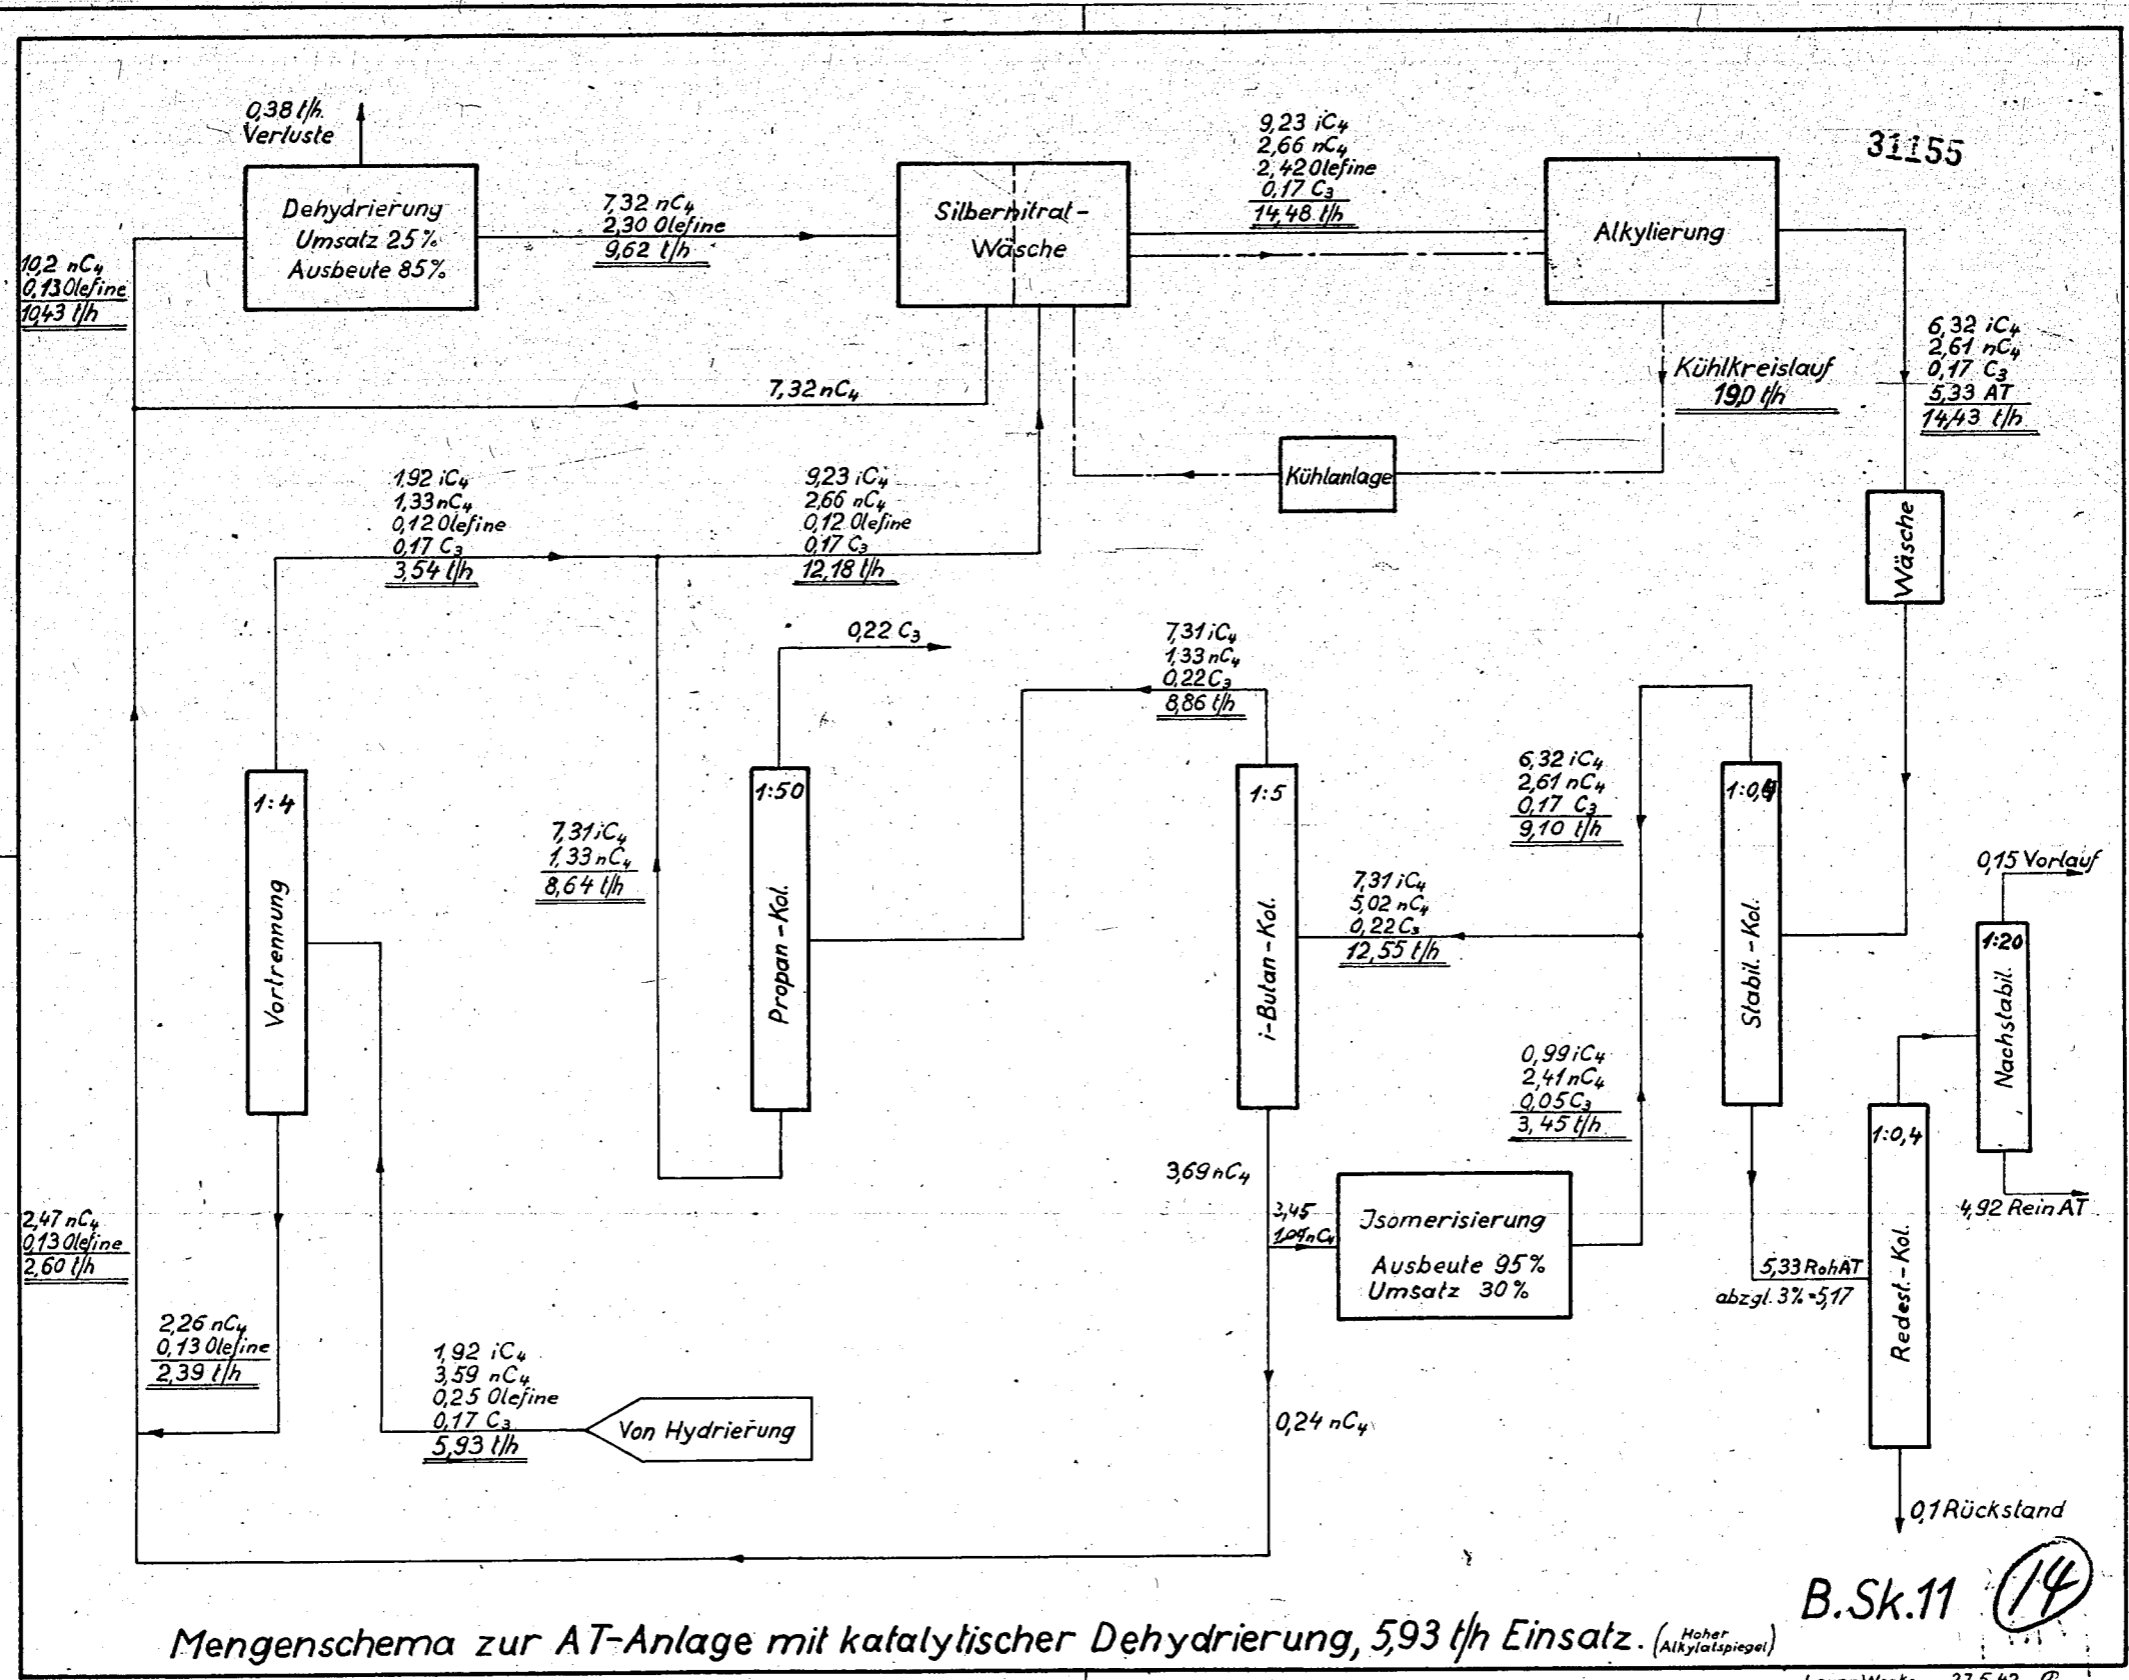 0,38 t/h.
Verluste
Dehydrierung
Umsatz 25%
Ausbeute 85%
7,32 nC₄
2,30 Olefine
9,62 t/h
Silbernitrat-
Wäsche
9,23 iC₄
2,66 nC₄
2,42 Olefine
0,17 C₃
14,48 t/h
Alkylierung
31155
10,2 nC₄
0,13 Olefine
10,43 t/h
7,32 nC₄
Kühlkreislauf
19,0 t/h
6,32 iC₄
2,61 nC₄
0,17 C₃
5,33 AT
14,43 t/h
Kühlanlage
Wäsche
1,92 iC₄
1,33 nC₄
0,12 Olefine
0,17 C₃
3,54 t/h
9,23 iC₄
2,66 nC₄
0,12 Olefine
0,17 C₃
12,18 t/h
0,22 C₃
7,31 iC₄
1,33 nC₄
0,22 C₃
8,86 t/h
1:4
Vortrennung
7,31 iC₄
1,33 nC₄
8,64 t/h
1:50
Propan-Kol.
1:5
i-Butan-Kol.
6,32 iC₄
2,61 nC₄
0,17 C₃
9,10 t/h
7,31 iC₄
5,02 nC₄
0,22 C₃
12,55 t/h
Stabil.-Kol.
0,15 Vorlauf
1:20
Nachstabil.
4,92 Rein AT
0,99 iC₄
2,41 nC₄
0,05 C₃
3,45 t/h
1:0,4
Redest.-Kol.
3,69 nC₄
3,45
Isomerisierung
Ausbeute 95%
Umsatz 30%
5,33 Roh AT
abzgl. 3% = 5,17
2,47 nC₄
0,13 Olefine
2,60 t/h
2,26 nC₄
0,13 Olefine
2,39 t/h
1,92 iC₄
3,59 nC₄
0,25 Olefine
0,17 C₃
5,93 t/h
Von Hydrierung
0,24 nC₄
0,1 Rückstand
B.Sk.11
14
Mengenschema zur AT-Anlage mit katalytischer Dehydrierung, 5,93 t/h Einsatz. (Hoher
Alkylatspiegel)